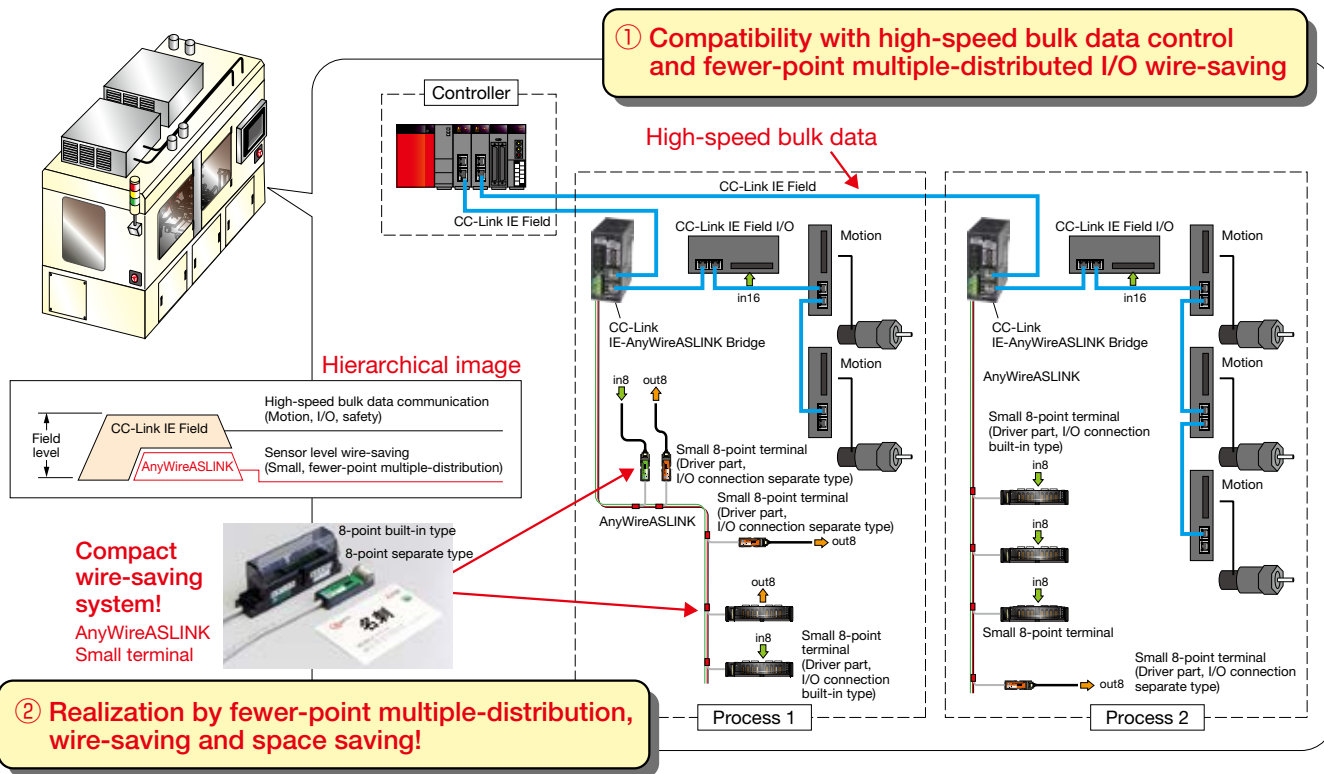 ① Compatibility with high-speed bulk data control
and fewer-point multiple-distributed I/O wire-saving
Controller
High-speed bulk data
CC-Link IE Field
CC-Link IE Field
CC-Link IE Field I/O
Motion
in16
CC-Link
IE-AnyWireASLINK Bridge
Motion
in8
out8
Small 8-point terminal
(Driver part,
I/O connection separate type)
AnyWireASLINK
Small 8-point terminal
(Driver part,
I/O connection separate type)
out8
out8
in8
Small 8-point
terminal
(Driver part,
I/O connection
built-in type)
Process 1
CC-Link IE Field I/O
Motion
in16
CC-Link
IE-AnyWireASLINK Bridge
AnyWireASLINK
Motion
Small 8-point terminal
(Driver part, I/O connection
built-in type)
in8
in8
Motion
in8
Small 8-point terminal
Small 8-point terminal
(Driver part, I/O connection
separate type)
out8
Process 2
Hierarchical image
Field
level
CC-Link IE Field
AnyWireASLINK
High-speed bulk data communication
(Motion, I/O, safety)
Sensor level wire-saving
(Small, fewer-point multiple-distribution)
Compact
wire-saving
system!
AnyWireASLINK
Small terminal
8-point built-in type
8-point separate type
名刺
② Realization by fewer-point multiple-distribution,
wire-saving and space saving!